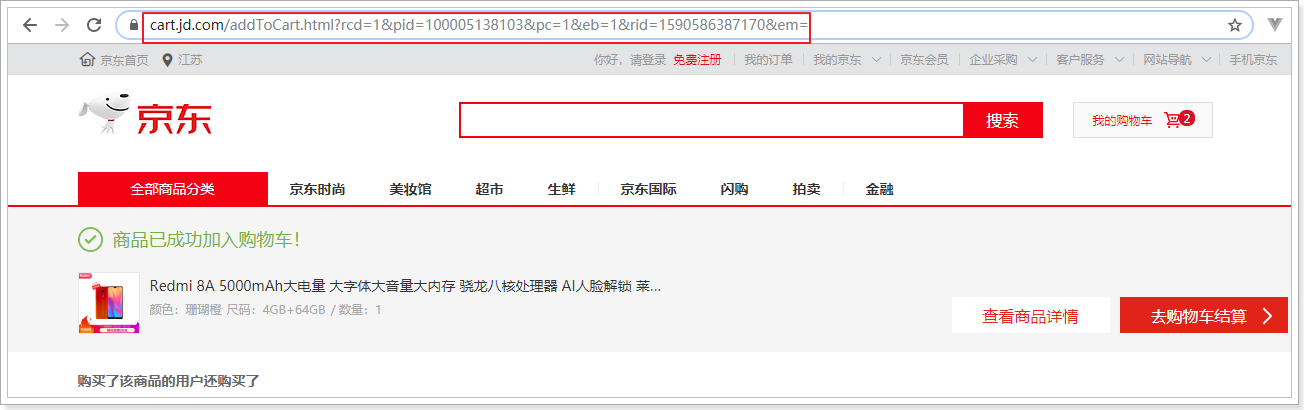 cart.jd.com/addToCart.html?rcd=1&pid=100005138103&pc=1&eb=1&rid=1590586387170&em=
京东首页 江苏 你好，请登录 免费注册 我的订单 我的京东 京东会员 企业采购 客户服务 网站导航 手机京东
京东 搜索 我的购物车 2
全部商品分类 京东时尚 美妆馆 超市 生鲜 京东国际 闪购 拍卖 金融
商品已成功加入购物车！
Redmi 8A 5000mAh大电量 大字体大音量大内存 骁龙八核处理器 AI人脸解锁 莱...
颜色：珊瑚橙 尺码：4GB+64GB / 数量：1
查看商品详情 去购物车结算
购买了该商品的用户还购买了